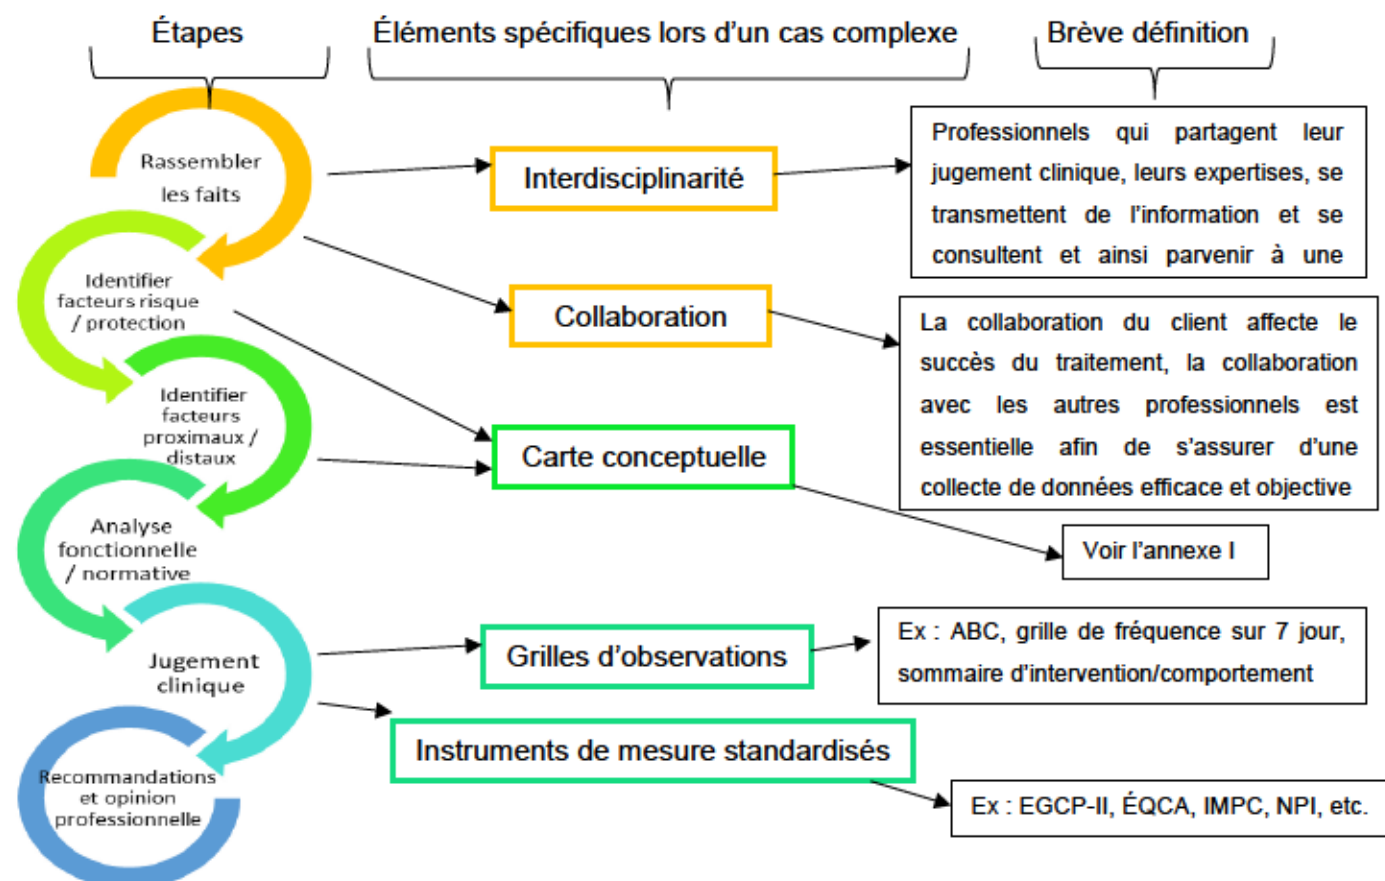 Étapes
Éléments spécifiques lors d'un cas complexe
Brève définition
Rassembler
les faits
Interdisciplinarité
Professionnels qui partagent leur
jugement clinique, leurs expertises, se
transmettent de l'information et se
consultent et ainsi parvenir à une
Identifier
facteurs risque
/ protection
Collaboration
La collaboration du client affecte le
succès du traitement, la collaboration
avec les autres professionnels est
essentielle afin de s'assurer d'une
collecte de données efficace et objective
Identifier
facteurs
proximaux /
distaux
Carte conceptuelle
Voir l'annexe I
Analyse
fonctionnelle
/ normative
Jugement
clinique
Grilles d'observations
Ex : ABC, grille de fréquence sur 7 jour,
sommaire d'intervention/comportement
Instruments de mesure standardisés
Ex : EGCP-II, ÉQCA, IMPC, NPI, etc.
Recommandations
et opinion
professionnelle